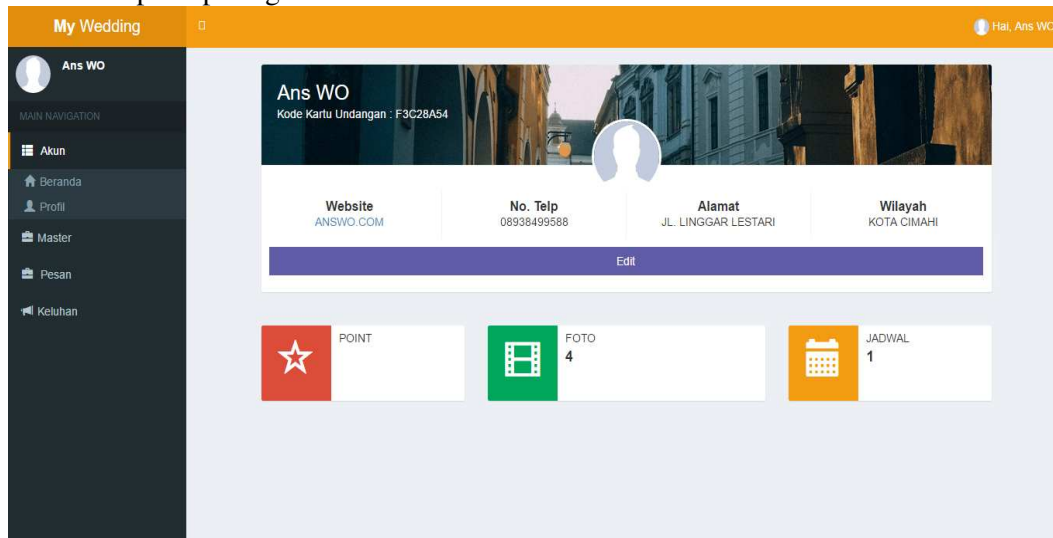 My Wedding
Hai, Ans WO
Ans WO
MAIN NAVIGATION
Akun
Beranda
Profil
Master
Pesan
Keluhan
Ans WO
Kode Kartu Undangan : F3C28A54
Website
ANSWO.COM
No. Telp
08938499588
Alamat
JL. LINGGAR LESTARI
Wilayah
KOTA CIMAHI
Edit
POINT
FOTO
4
JADWAL
1